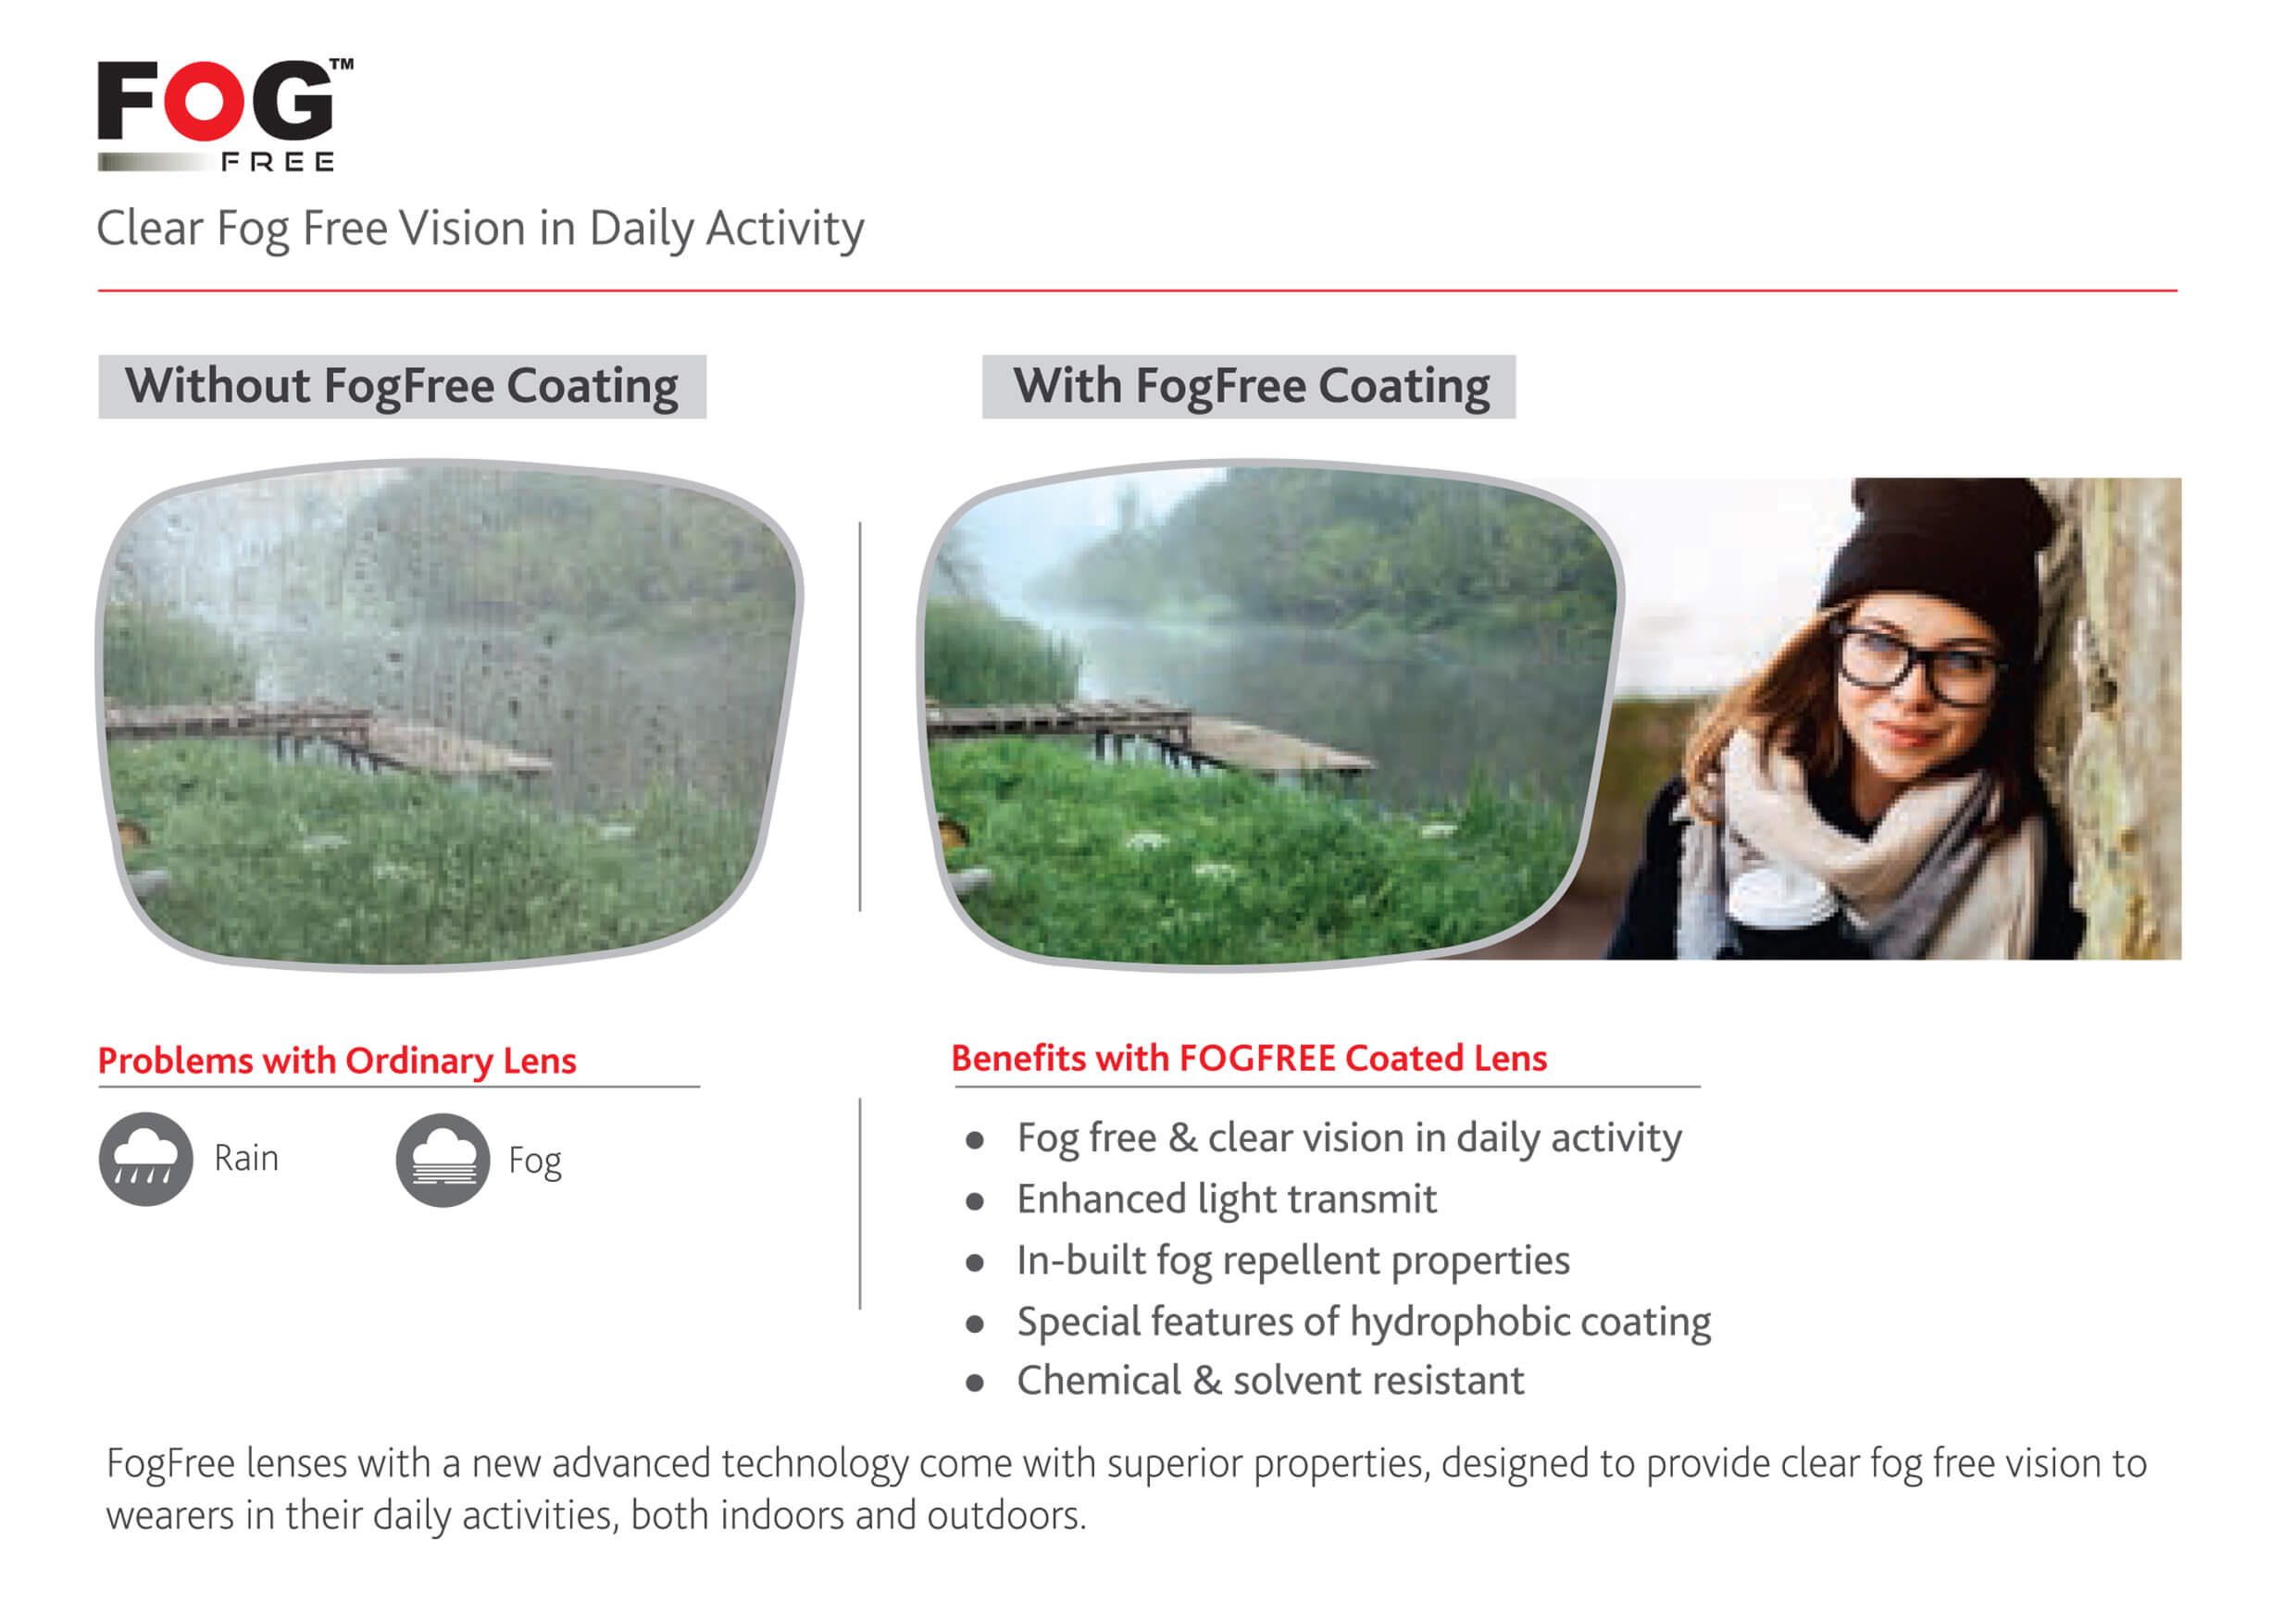 FOG™
FREE
Clear Fog Free Vision in Daily Activity
Without FogFree Coating
With FogFree Coating
Problems with Ordinary Lens
Rain
Fog
Benefits with FOGFREE Coated Lens
● Fog free & clear vision in daily activity
● Enhanced light transmit
● In-built fog repellent properties
● Special features of hydrophobic coating
● Chemical & solvent resistant
FogFree lenses with a new advanced technology come with superior properties, designed to provide clear fog free vision to
wearers in their daily activities, both indoors and outdoors.